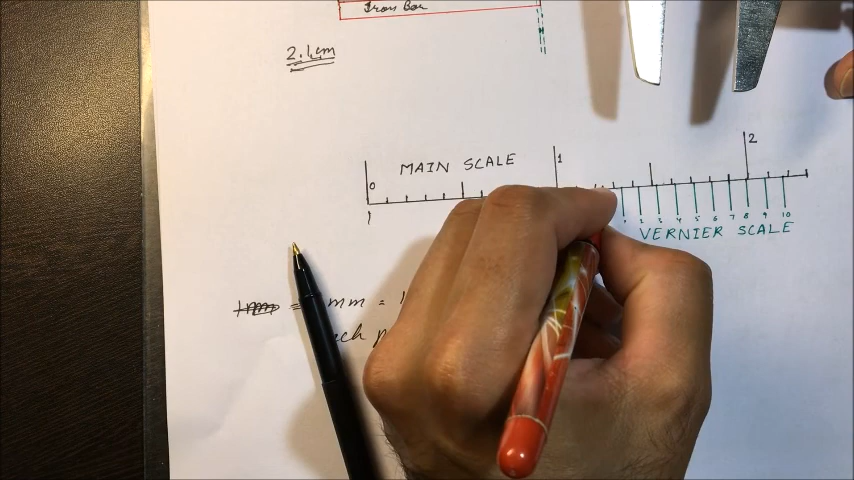 Iron Bar
2.1cm
2
1
MAIN SCALE
0
1 2 3 4 5 6 7 8 9 10
VERNIER SCALE
mm = 1